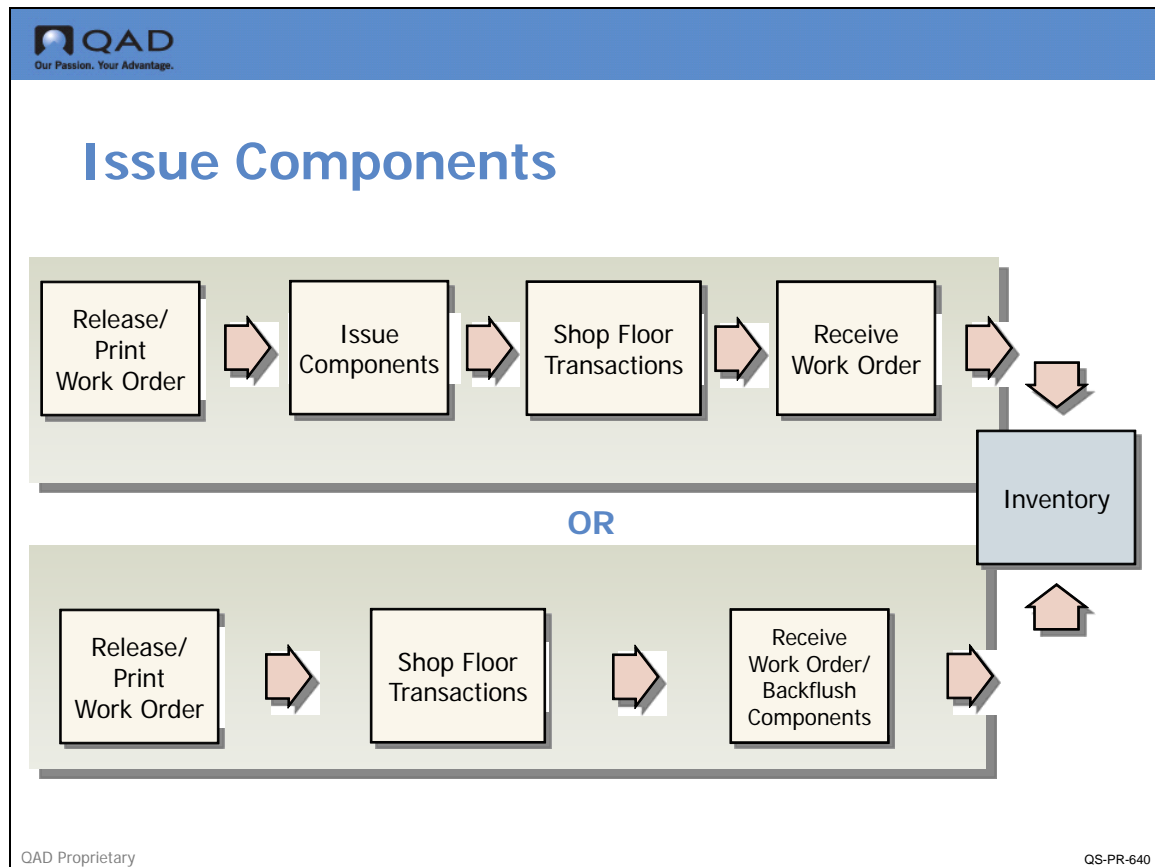 QAD
Our Passion. Your Advantage.
Issue Components
Release/
Print
Work Order
Issue
Components
Shop Floor
Transactions
Receive
Work Order
Inventory
OR
Release/
Print
Work Order
Shop Floor
Transactions
Receive
Work Order/
Backflush
Components
QAD Proprietary
QS-PR-640